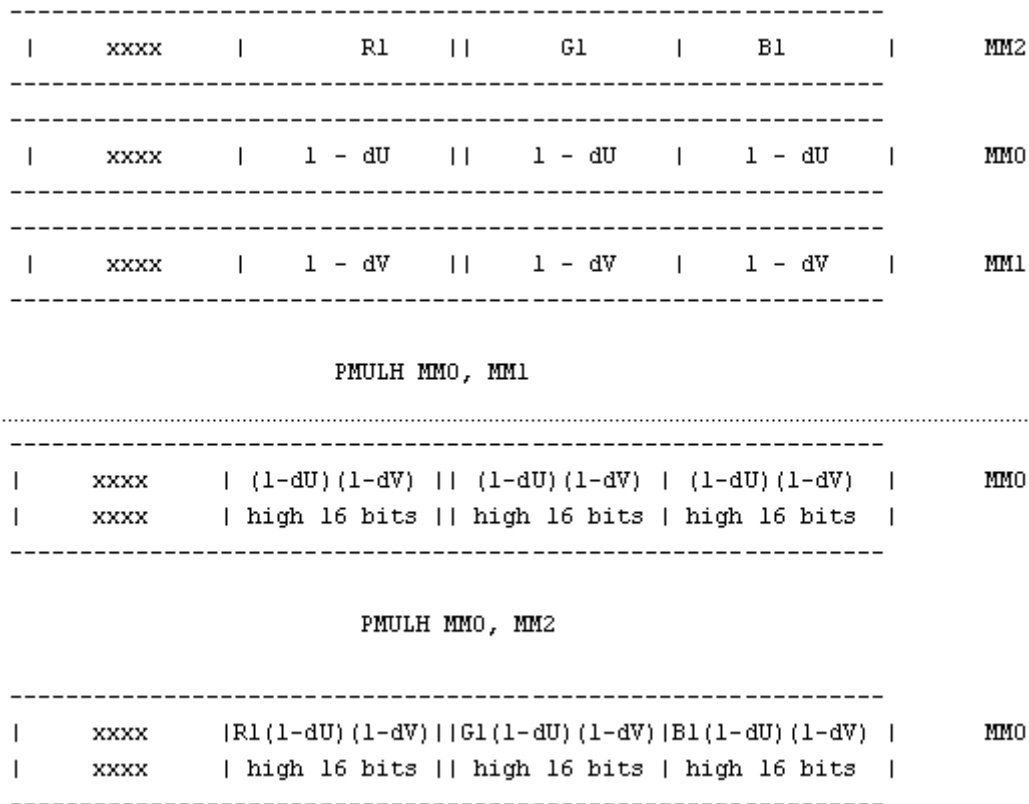 | xxxx | R1 || G1 | B1 | MM2
| xxxx | 1 - dU || 1 - dU | 1 - dU | MM0
| xxxx | 1 - dV || 1 - dV | 1 - dV | MM1
PMULH MM0, MM1
| xxxx | (1-dU)(1-dV) || (1-dU)(1-dV) | (1-dU)(1-dV) | MM0
| xxxx | high 16 bits || high 16 bits | high 16 bits |
PMULH MM0, MM2
| xxxx |R1(1-dU)(1-dV)||G1(1-dU)(1-dV)|B1(1-dU)(1-dV) | MM0
| xxxx | high 16 bits || high 16 bits | high 16 bits |